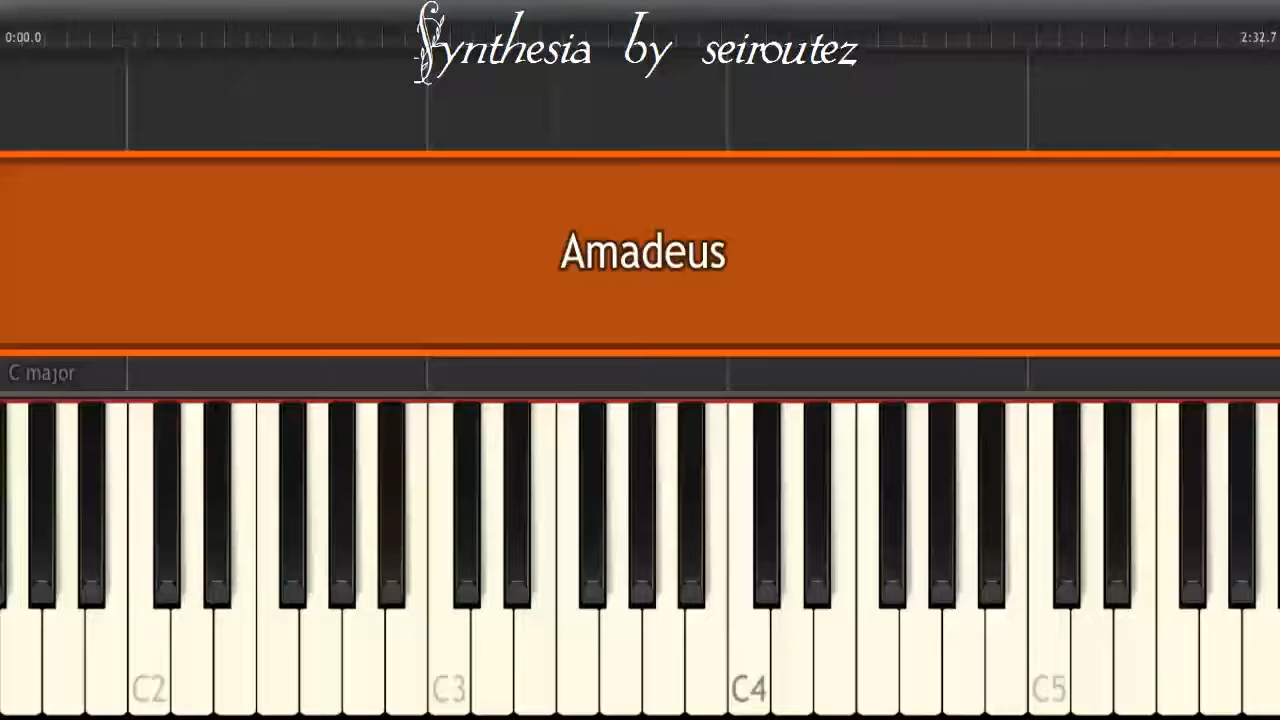 Synthesia by seiroutez
0:00.0
2:32.7
Amadeus
C major
C2 C3 C4 C5